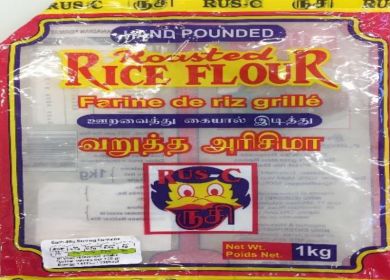 RUS-C ருசி RUS-C
HAND POUNDED
Roasted
RICE FLOUR
Farine de riz grillé
ஊறவைத்து கையால் இடித்து
வறுத்த அரிசிமா
RUS-C
ருசி
Net Wt.
Poids Net.
1kg